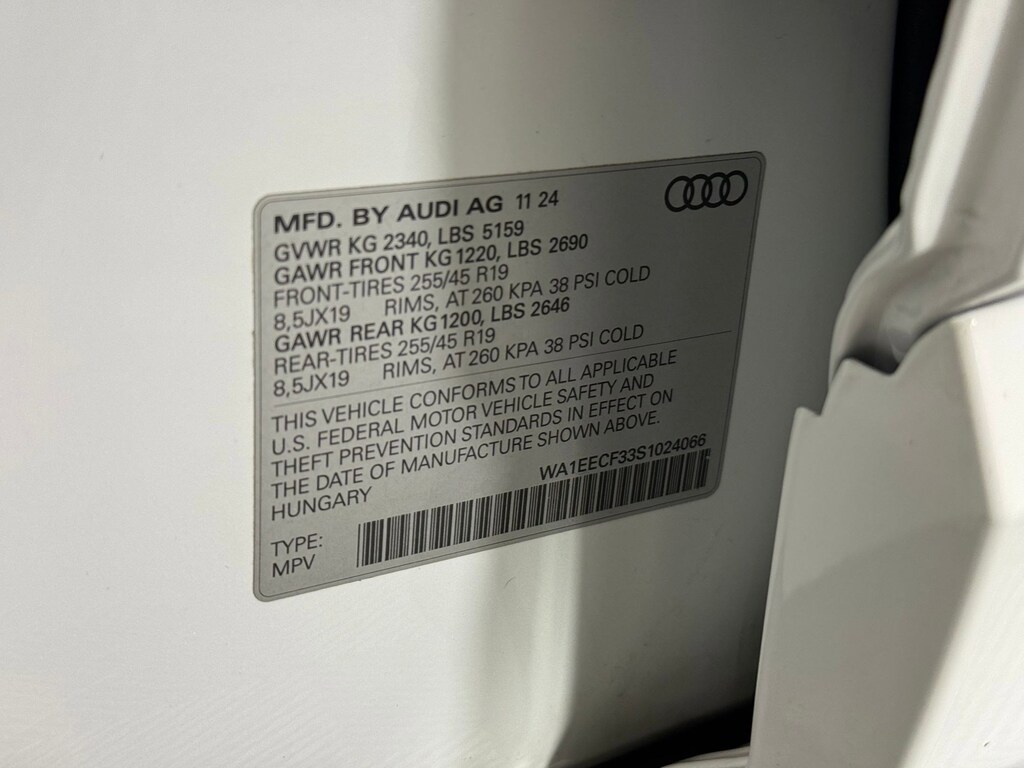 MFD. BY AUDI AG 11 24
GVWR KG 2340, LBS 5159
GAWR FRONT KG 1220, LBS 2690
FRONT-TIRES 255/45 R19
8,5JX19 RIMS, AT 260 KPA 38 PSI COLD
GAWR REAR KG 1200, LBS 2646
REAR-TIRES 255/45 R19
8,5JX19 RIMS, AT 260 KPA 38 PSI COLD
THIS VEHICLE CONFORMS TO ALL APPLICABLE
U.S. FEDERAL MOTOR VEHICLE SAFETY AND
THEFT PREVENTION STANDARDS IN EFFECT ON
THE DATE OF MANUFACTURE SHOWN ABOVE.
HUNGARY WA1EECF33S1024066
TYPE:
MPV